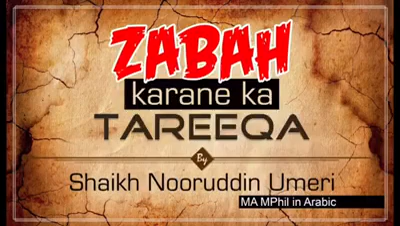 ZABAH
karane ka
TAREEQA
By
Shaikh Nooruddin Umeri
MA MPhil in Arabic